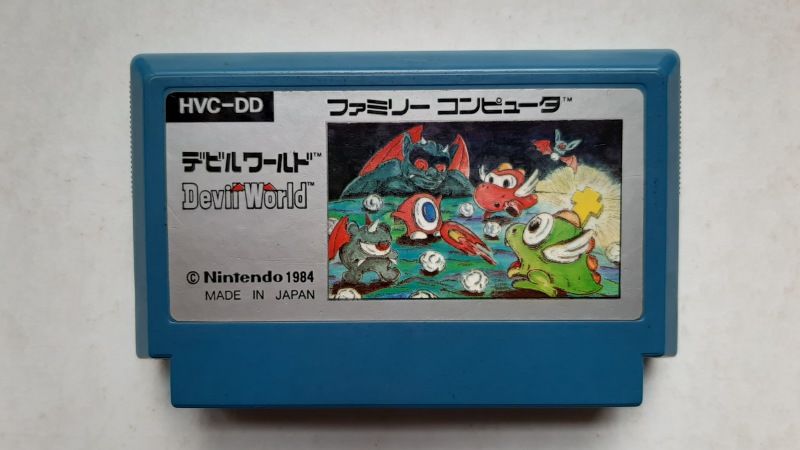 HVC-DD
ファミリー コンピュータ™
デビルワールド™
Devil World™
© Nintendo 1984
MADE IN JAPAN